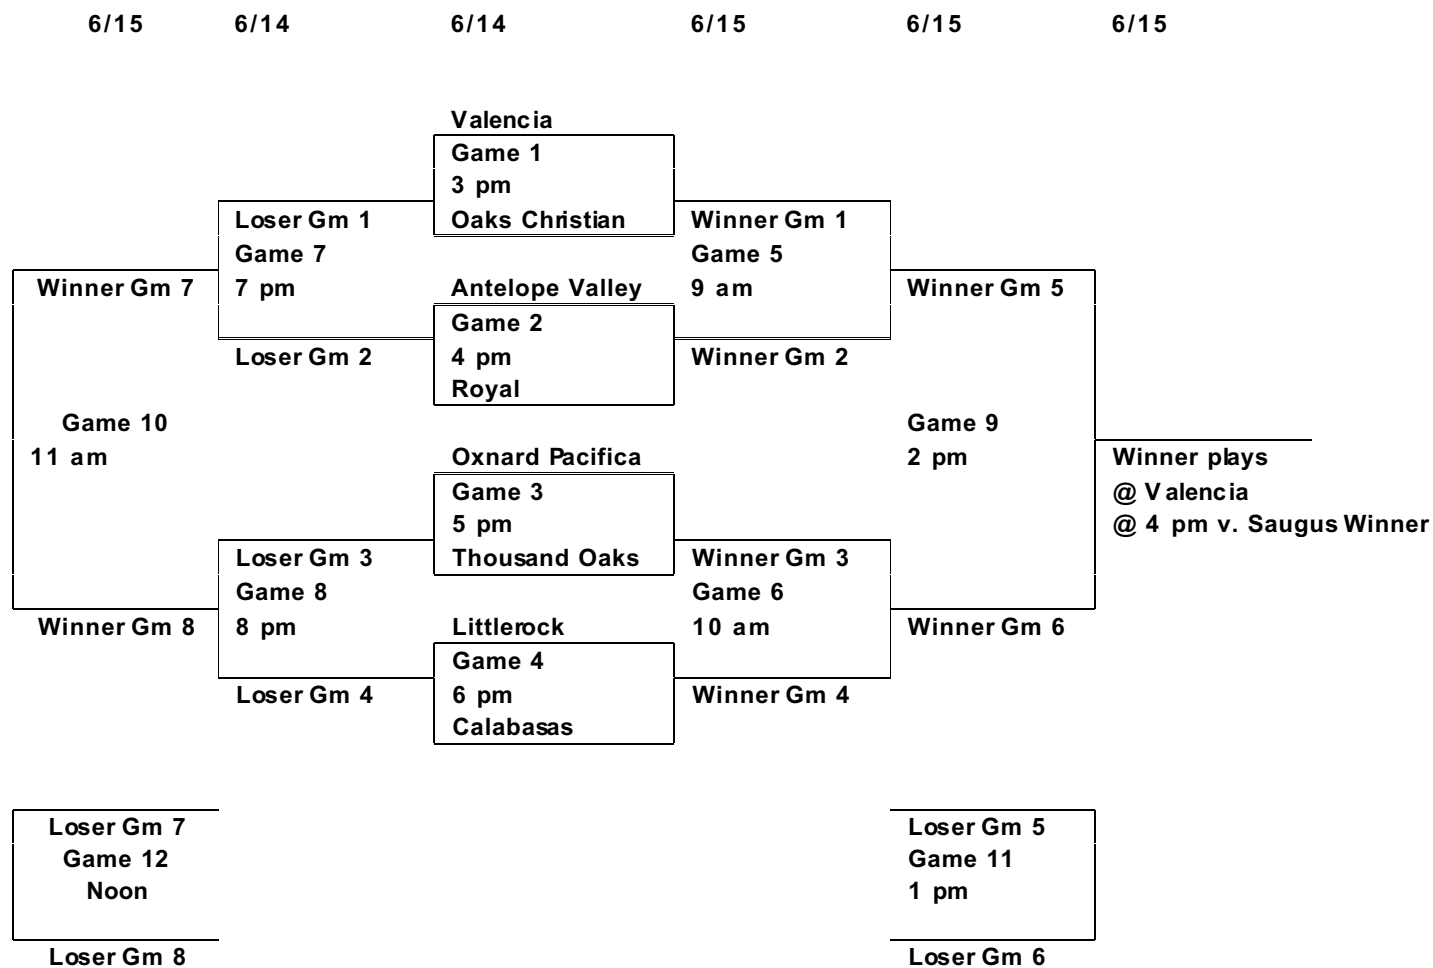 6/15 6/14 6/14 6/15 6/15 6/15
Valencia
Game 1
3 pm
Loser Gm 1 Oaks Christian Winner Gm 1
Game 7 Game 5
Winner Gm 7 7 pm Antelope Valley 9 am Winner Gm 5
Game 2
Loser Gm 2 4 pm Winner Gm 2
Royal
Game 10 Game 9
11 am Oxnard Pacifica 2 pm Winner plays
Game 3 @ Valencia
5 pm @ 4 pm v. Saugus Winner
Loser Gm 3 Thousand Oaks Winner Gm 3
Game 8 Game 6
Winner Gm 8 8 pm Littlerock 10 am Winner Gm 6
Game 4
Loser Gm 4 6 pm Winner Gm 4
Calabasas
Loser Gm 7 Loser Gm 5
Game 12 Game 11
Noon 1 pm
Loser Gm 8 Loser Gm 6